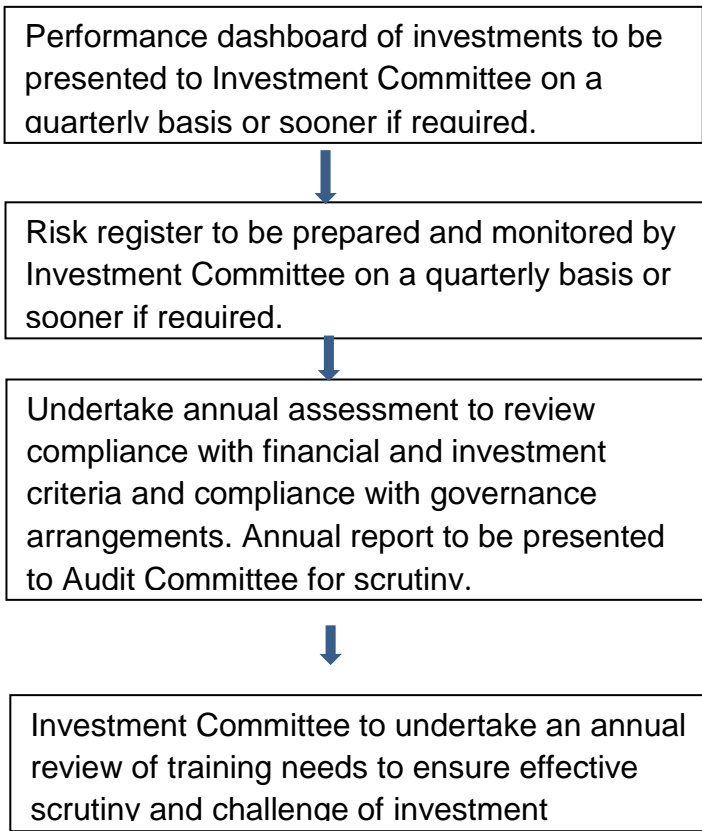 Performance dashboard of investments to be
presented to Investment Committee on a
quarterly basis or sooner if required.
Risk register to be prepared and monitored by
Investment Committee on a quarterly basis or
sooner if required.
Undertake annual assessment to review
compliance with financial and investment
criteria and compliance with governance
arrangements. Annual report to be presented
to Audit Committee for scrutiny.
Investment Committee to undertake an annual
review of training needs to ensure effective
scrutiny and challenge of investment